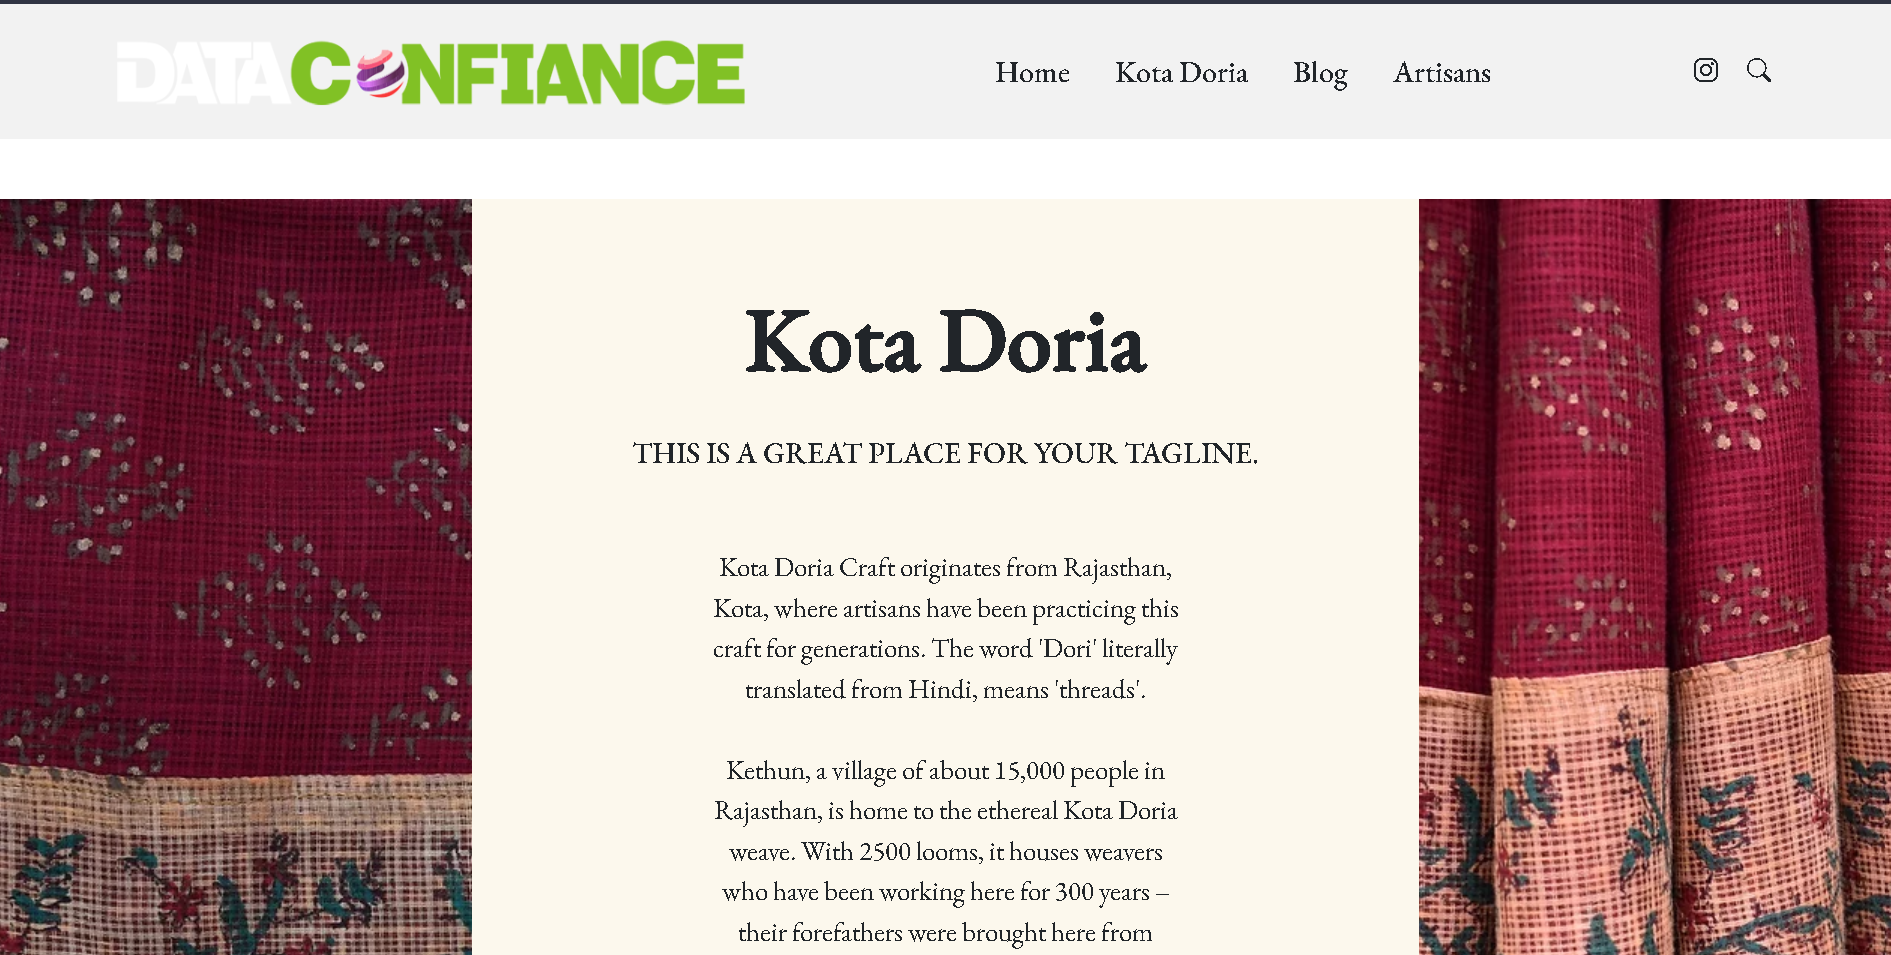 DATACONFIANCE
Home Kota Doria Blog Artisans
Kota Doria
THIS IS A GREAT PLACE FOR YOUR TAGLINE.
Kota Doria Craft originates from Rajasthan,
Kota, where artisans have been practicing this
craft for generations. The word 'Dori' literally
translated from Hindi, means 'threads'.
Kethun, a village of about 15,000 people in
Rajasthan, is home to the ethereal Kota Doria
weave. With 2500 looms, it houses weavers
who have been working here for 300 years –
their forefathers were brought here from